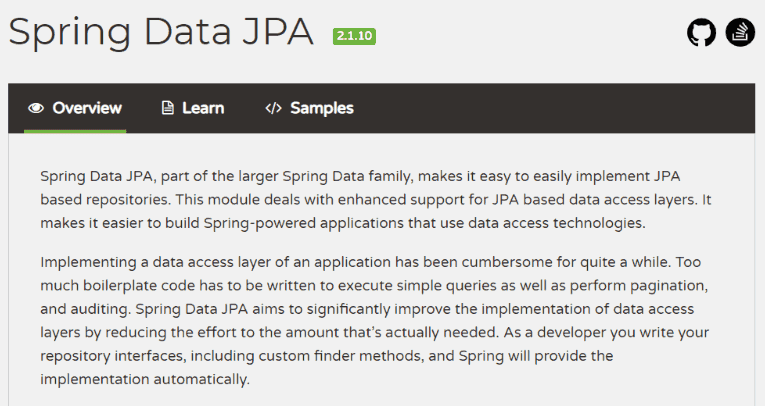 Spring Data JPA 2.1.10
Overview Learn </> Samples
Spring Data JPA, part of the larger Spring Data family, makes it easy to easily implement JPA
based repositories. This module deals with enhanced support for JPA based data access layers. It
makes it easier to build Spring-powered applications that use data access technologies.
Implementing a data access layer of an application has been cumbersome for quite a while. Too
much boilerplate code has to be written to execute simple queries as well as perform pagination,
and auditing. Spring Data JPA aims to significantly improve the implementation of data access
layers by reducing the effort to the amount that's actually needed. As a developer you write your
repository interfaces, including custom finder methods, and Spring will provide the
implementation automatically.